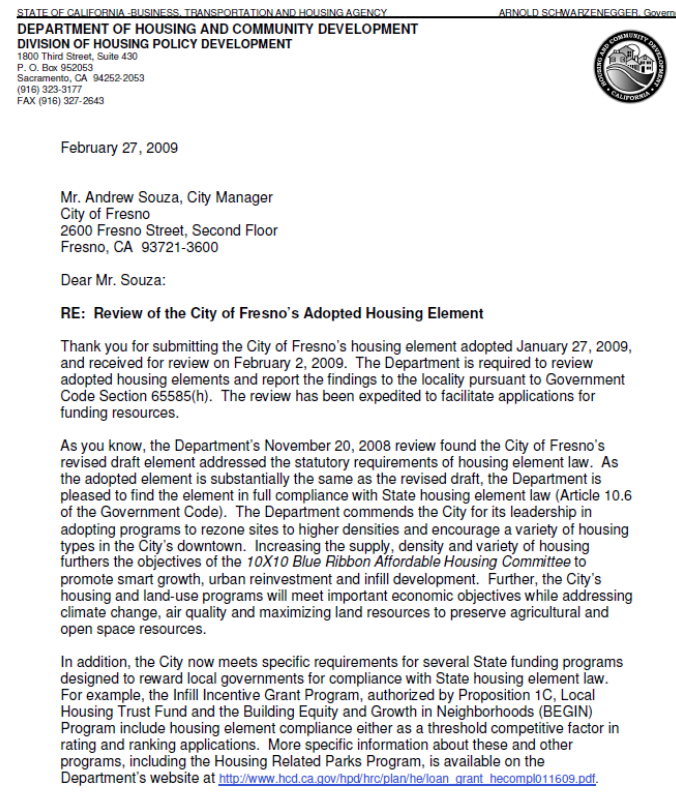 STATE OF CALIFORNIA -BUSINESS, TRANSPORTATION AND HOUSING AGENCY ARNOLD SCHWARZENEGGER, Govern
DEPARTMENT OF HOUSING AND COMMUNITY DEVELOPMENT
DIVISION OF HOUSING POLICY DEVELOPMENT
1800 Third Street, Suite 430
P. O. Box 952053
Sacramento, CA 94252-2053
(916) 323-3177
FAX (916) 327-2643
HOUSING AND COMMUNITY DEVELOPMENT
• CALIFORNIA •
February 27, 2009
Mr. Andrew Souza, City Manager
City of Fresno
2600 Fresno Street, Second Floor
Fresno, CA 93721-3600
Dear Mr. Souza:
RE: Review of the City of Fresno's Adopted Housing Element
Thank you for submitting the City of Fresno's housing element adopted January 27, 2009,
and received for review on February 2, 2009. The Department is required to review
adopted housing elements and report the findings to the locality pursuant to Government
Code Section 65585(h). The review has been expedited to facilitate applications for
funding resources.
As you know, the Department's November 20, 2008 review found the City of Fresno's
revised draft element addressed the statutory requirements of housing element law. As
the adopted element is substantially the same as the revised draft, the Department is
pleased to find the element in full compliance with State housing element law (Article 10.6
of the Government Code). The Department commends the City for its leadership in
adopting programs to rezone sites to higher densities and encourage a variety of housing
types in the City's downtown. Increasing the supply, density and variety of housing
furthers the objectives of the 10X10 Blue Ribbon Affordable Housing Committee to
promote smart growth, urban reinvestment and infill development. Further, the City's
housing and land-use programs will meet important economic objectives while addressing
climate change, air quality and maximizing land resources to preserve agricultural and
open space resources.
In addition, the City now meets specific requirements for several State funding programs
designed to reward local governments for compliance with State housing element law.
For example, the Infill Incentive Grant Program, authorized by Proposition 1C, Local
Housing Trust Fund and the Building Equity and Growth in Neighborhoods (BEGIN)
Program include housing element compliance either as a threshold competitive factor in
rating and ranking applications. More specific information about these and other
programs, including the Housing Related Parks Program, is available on the
Department's website at http://www.hcd.ca.gov/hpd/hrc/plan/he/loan_grant_hecompl011609.pdf.